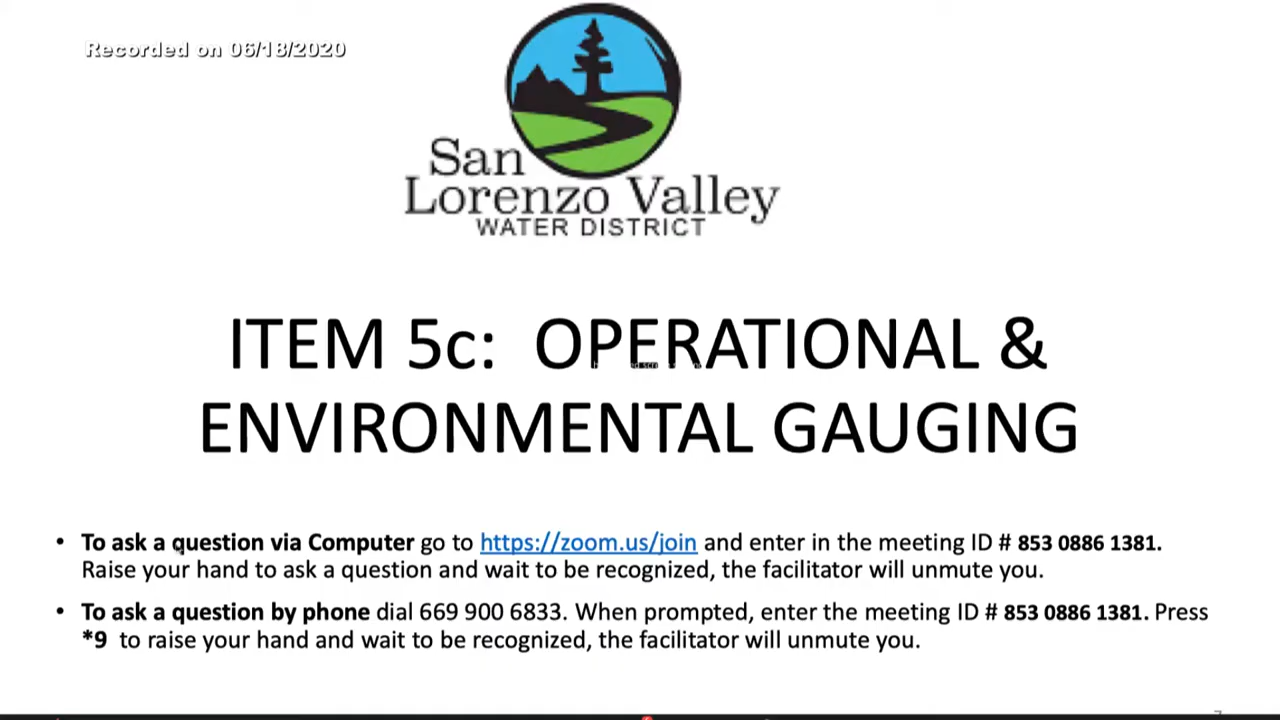 Recorded on 06/18/2020
San
Lorenzo Valley
WATER DISTRICT
ITEM 5c: OPERATIONAL &
ENVIRONMENTAL GAUGING
• To ask a question via Computer go to https://zoom.us/join and enter in the meeting ID # 853 0886 1381.
Raise your hand to ask a question and wait to be recognized, the facilitator will unmute you.
• To ask a question by phone dial 669 900 6833. When prompted, enter the meeting ID # 853 0886 1381. Press
*9 to raise your hand and wait to be recognized, the facilitator will unmute you.